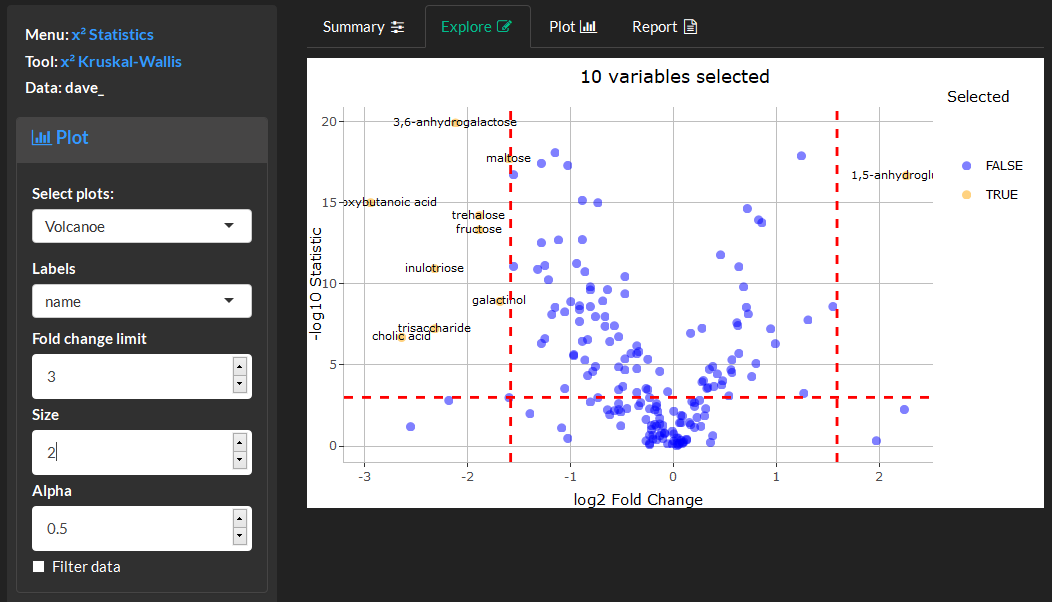 Menu: x² Statistics
Tool: x² Kruskal-Wallis
Data: dave_
Plot
Select plots:
Volcanoe
Labels
name
Fold change limit
3
Size
2
Alpha
0.5
Filter data
Summary
Explore
Plot
Report
10 variables selected
Selected
FALSE
TRUE
-log10 Statistic
20
15
10
5
0
3,6-anhydrogalactose
maltose
1,5-anhydroglu
oxybutanoic acid
trehalose
fructose
inulotriose
galactinol
trisaccharide
cholic acid
-3
-2
-1
0
1
2
log2 Fold Change